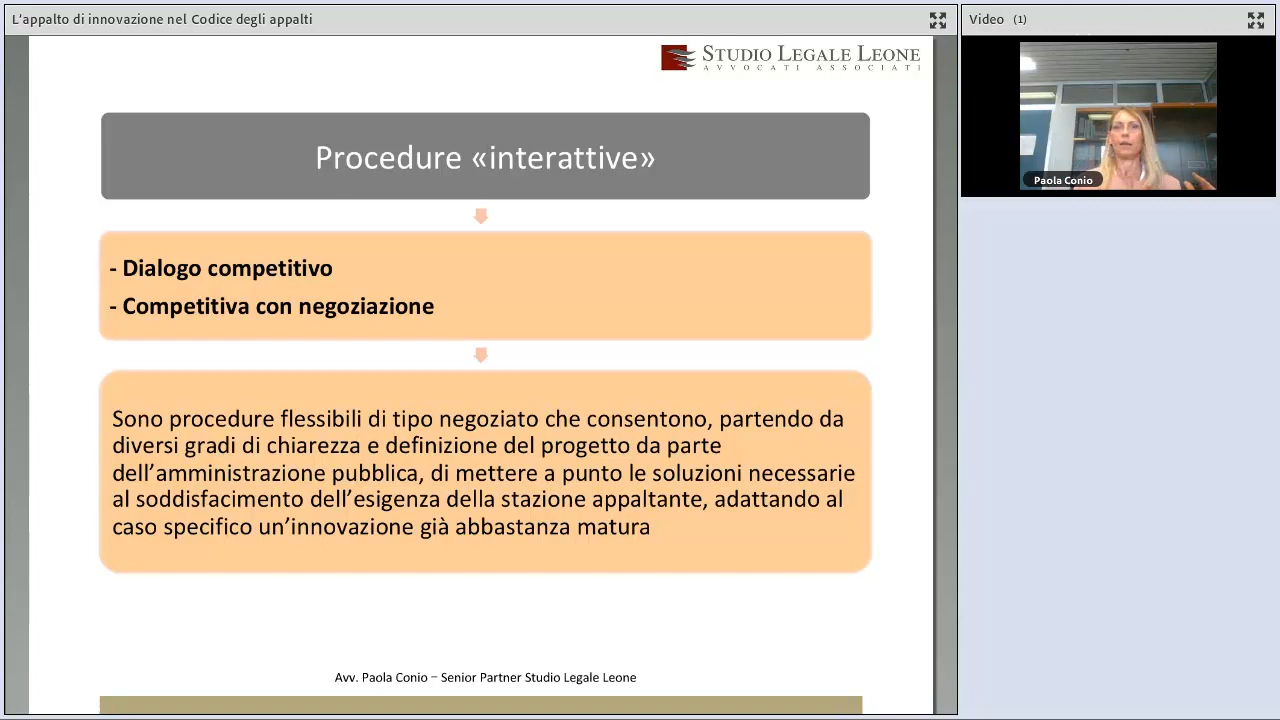 L'appalto di innovazione nel Codice degli appalti
Video (1)
STUDIO LEGALE LEONE
AVVOCATI ASSOCIATI
Paola Conio
Procedure «interattive»
- Dialogo competitivo
- Competitiva con negoziazione
Sono procedure flessibili di tipo negoziato che consentono, partendo da
diversi gradi di chiarezza e definizione del progetto da parte
dell’amministrazione pubblica, di mettere a punto le soluzioni necessarie
al soddisfacimento dell’esigenza della stazione appaltante, adattando al
caso specifico un’innovazione già abbastanza matura
Avv. Paola Conio – Senior Partner Studio Legale Leone